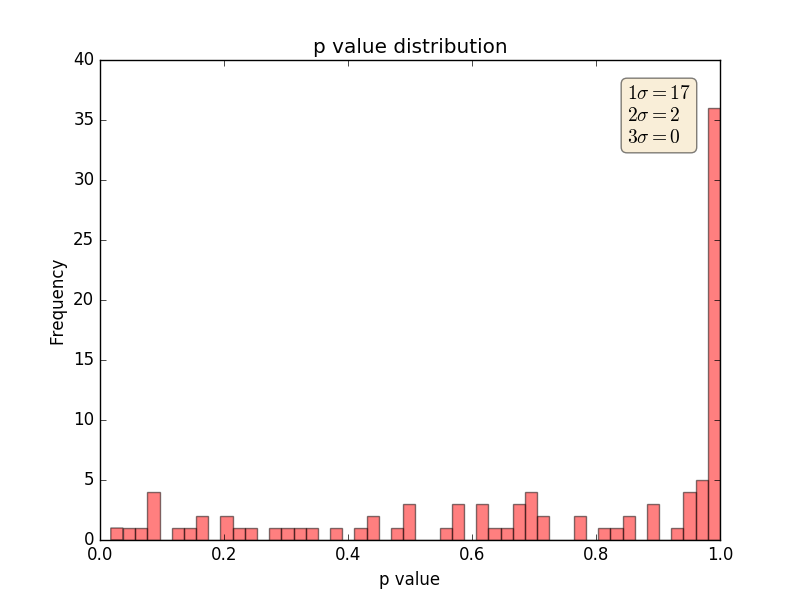 p value distribution
1σ = 17
2σ = 2
3σ = 0
40
35
30
25
20
15
10
5
0
Frequency
0.0 0.2 0.4 0.6 0.8 1.0
p value